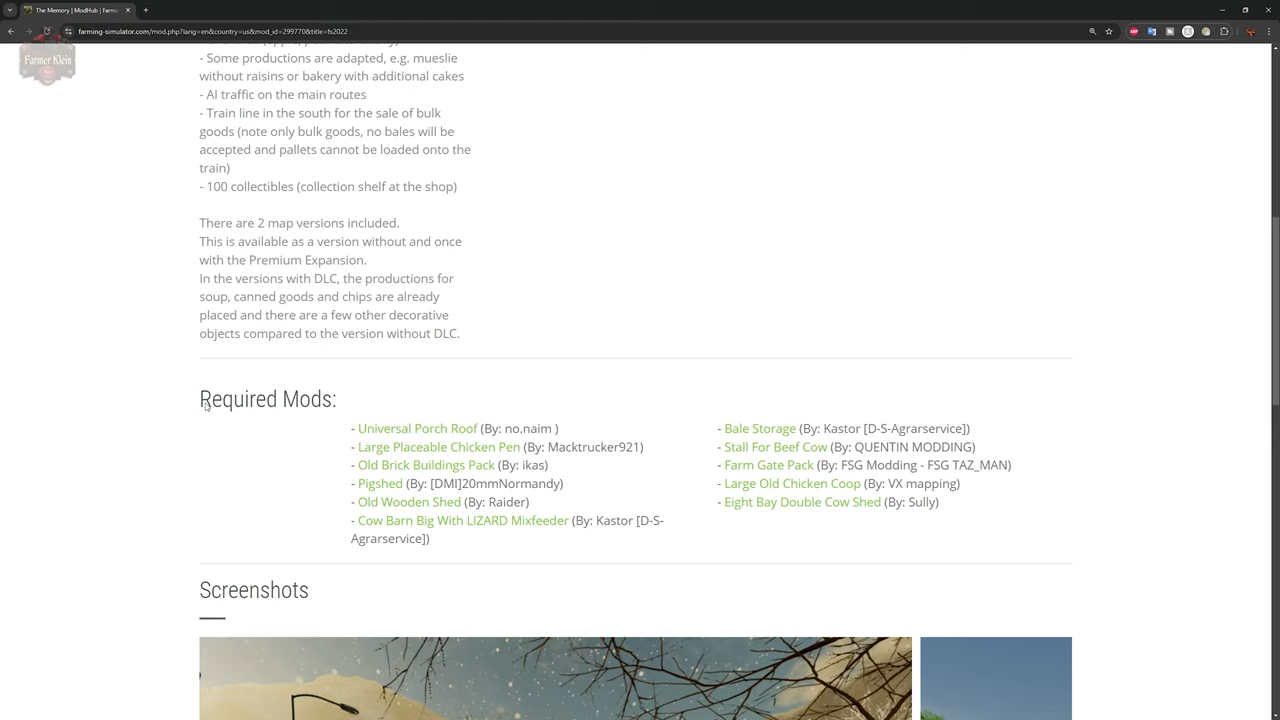 The Memory | ModHub | Farmi
farming-simulator.com/mod.php?lang=en&country=us&mod_id=299770&title=fs2022
Farmer Klein
- Some productions are adapted, e.g. mueslie
without raisins or bakery with additional cakes
- AI traffic on the main routes
- Train line in the south for the sale of bulk
goods (note only bulk goods, no bales will be
accepted and pallets cannot be loaded onto the
train)
- 100 collectibles (collection shelf at the shop)
There are 2 map versions included.
This is available as a version without and once
with the Premium Expansion.
In the versions with DLC, the productions for
soup, canned goods and chips are already
placed and there are a few other decorative
objects compared to the version without DLC.
Required Mods:
- Universal Porch Roof (By: no.naim )
- Large Placeable Chicken Pen (By: Macktrucker921)
- Old Brick Buildings Pack (By: ikas)
- Pigshed (By: [DMI]20mmNormandy)
- Old Wooden Shed (By: Raider)
- Cow Barn Big With LIZARD Mixfeeder (By: Kastor [D-S-
Agrarservice])
- Bale Storage (By: Kastor [D-S-Agrarservice])
- Stall For Beef Cow (By: QUENTIN MODDING)
- Farm Gate Pack (By: FSG Modding - FSG TAZ_MAN)
- Large Old Chicken Coop (By: VX mapping)
- Eight Bay Double Cow Shed (By: Sully)
Screenshots